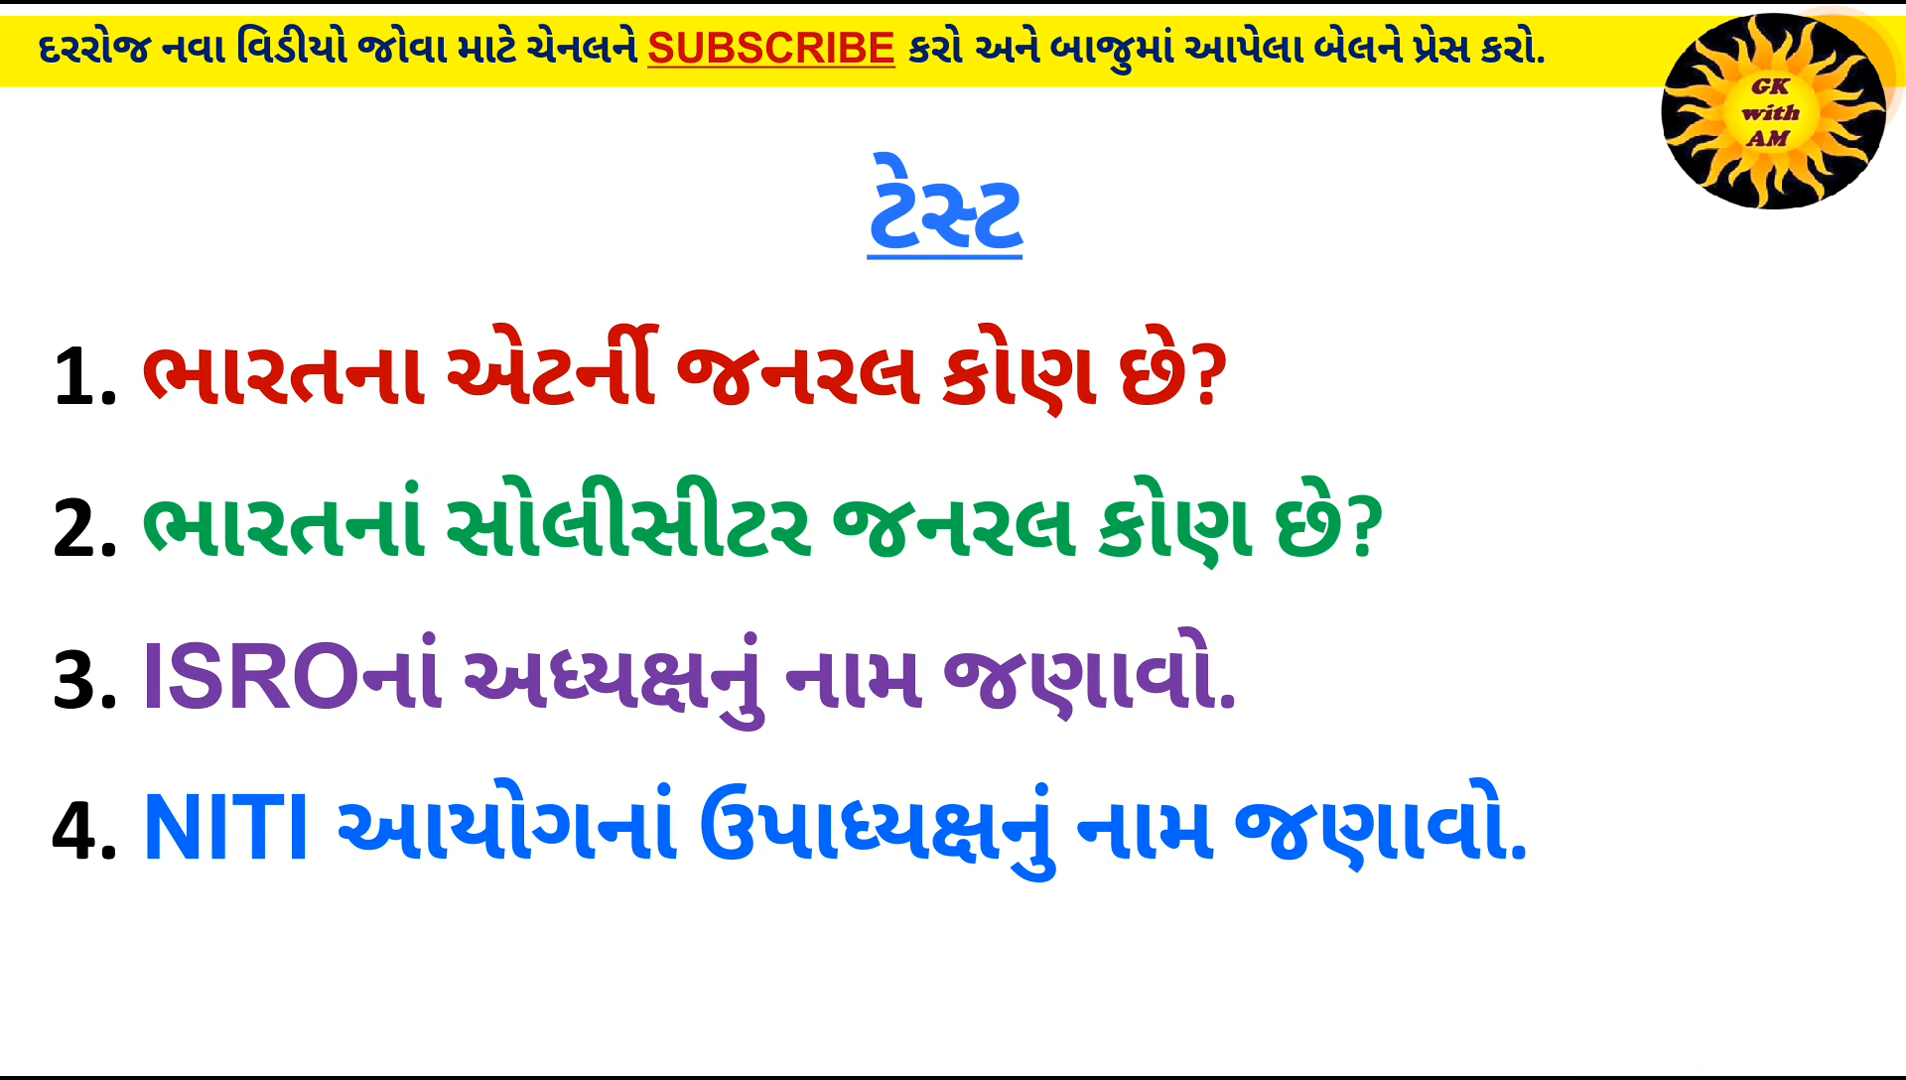 દરરોજ નવા વિડીયો જોવા માટે ચેનલને SUBSCRIBE કરો અને બાજુમાં આપેલા બેલને પ્રેસ કરો.
GK
with
AM
ટેસ્ટ
1. ભારતના એટર્ની જનરલ કોણ છે?
2. ભારતનાં સોલીસીટર જનરલ કોણ છે?
3. ISROનાં અધ્યક્ષનું નામ જણાવો.
4. NITI આયોગનાં ઉપાધ્યક્ષનું નામ જણાવો.